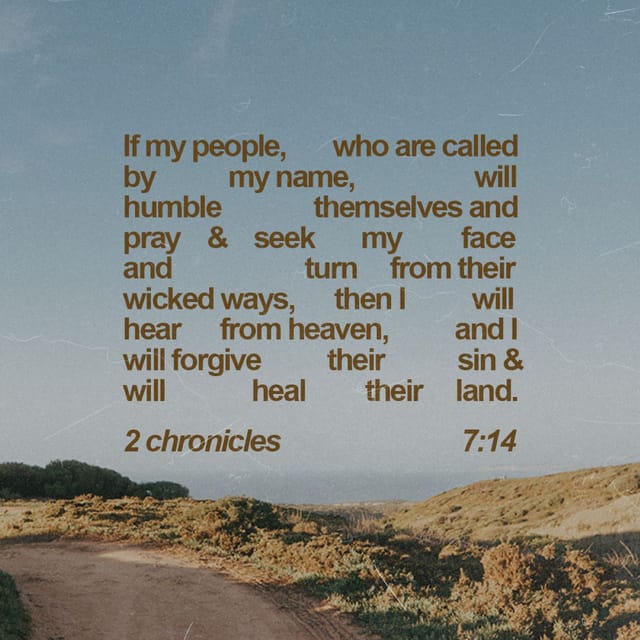 If my people, who are called
by my name, will
humble themselves and
pray & seek my face
and turn from their
wicked ways, then I will
hear from heaven, and I
will forgive their sin &
will heal their land.
2 chronicles 7:14